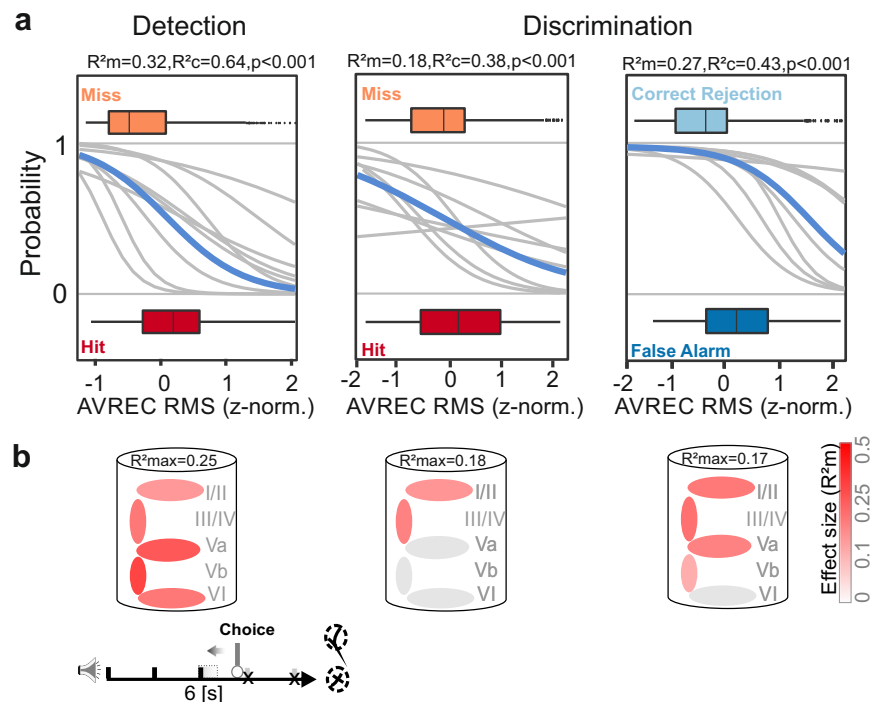 a
Detection
Discrimination
R²m=0.32,R²c=0.64,p<0.001
R²m=0.18,R²c=0.38,p<0.001
R²m=0.27,R²c=0.43,p<0.001
Miss
Miss
Correct Rejection
Probability
1
0
Hit
Hit
False Alarm
-1 0 1 2
-2 -1 0 1 2
-2 -1 0 1 2
AVREC RMS (z-norm.)
AVREC RMS (z-norm.)
AVREC RMS (z-norm.)
b
R²max=0.25
I/II
III/IV
Va
Vb
VI
R²max=0.18
I/II
III/IV
Va
Vb
VI
R²max=0.17
I/II
III/IV
Va
Vb
VI
Effect size (R²m)
0 0.1 0.25 0.5
Choice
x x
6 [s]